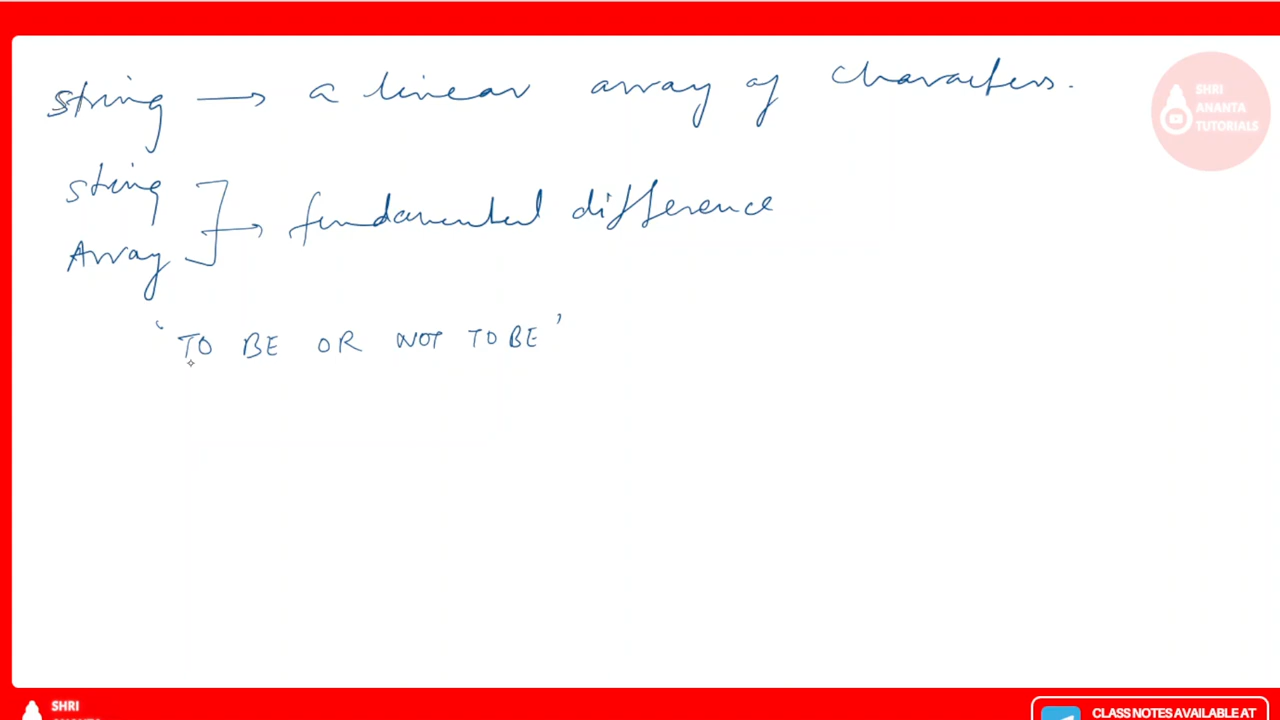 string → a linear array of characters.
SHRI
ANANTA
TUTORIALS
string
Array
→ fundamental difference
'TO BE OR NOT TO BE'
SHRI
CLASS NOTES AVAILABLE AT